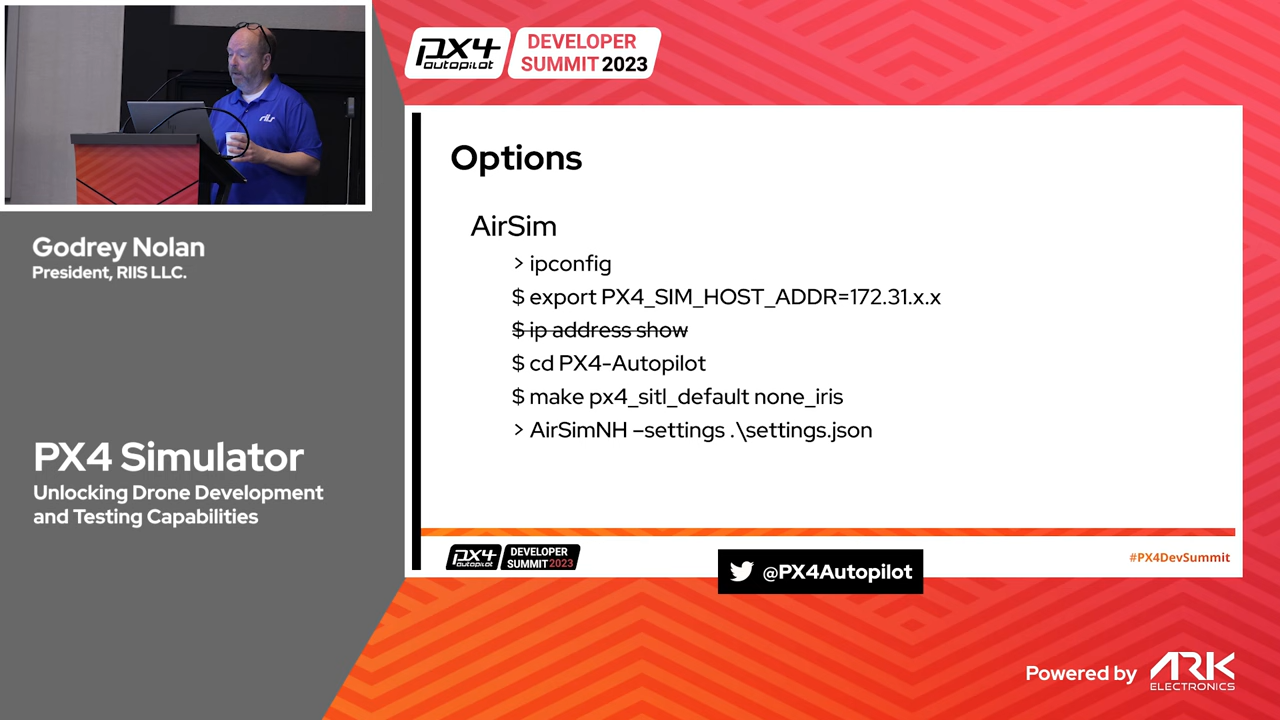 px4
autopilot
DEVELOPER
SUMMIT 2023
riis
Godrey Nolan
President, RIIS LLC.
PX4 Simulator
Unlocking Drone Development
and Testing Capabilities
Options
AirSim
> ipconfig
$ export PX4_SIM_HOST_ADDR=172.31.x.x
$ ip address show
$ cd PX4-Autopilot
$ make px4_sitl_default none_iris
> AirSimNH –settings .\settings.json
px4
autopilot
DEVELOPER
SUMMIT 2023
@PX4Autopilot
#PX4DevSummit
Powered by
ARK
ELECTRONICS